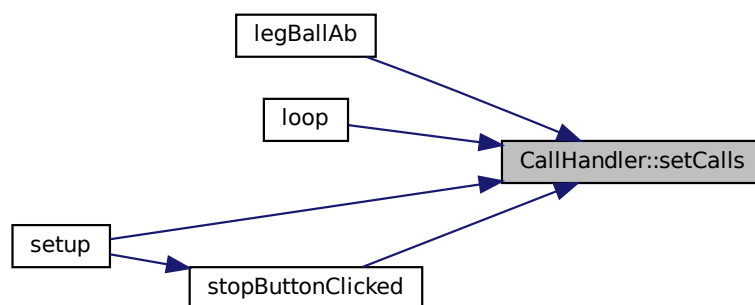 legBallAb
loop
CallHandler::setCalls
setup
stopButtonClicked